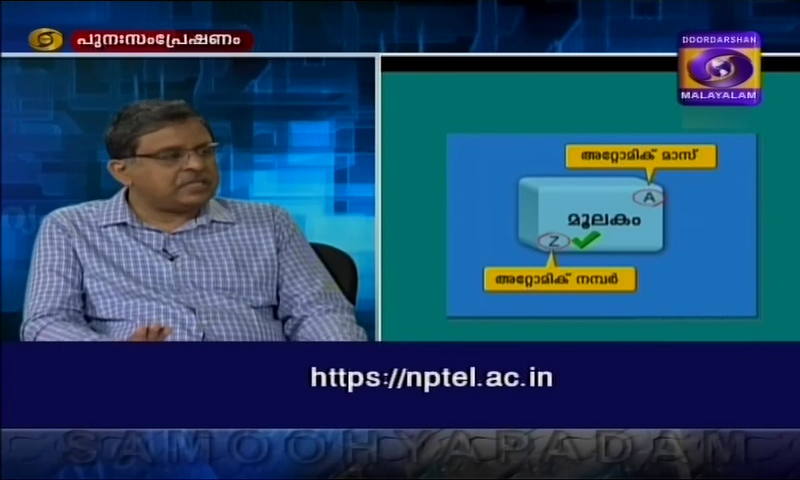 പുനഃസംപ്രേഷണം
DOORDARSHAN
MALAYALAM
അറ്റോമിക് മാസ്
A
മൂലകം
Z
അറ്റോമിക് നമ്പർ
https://nptel.ac.in
SAMOOHYAPADAM